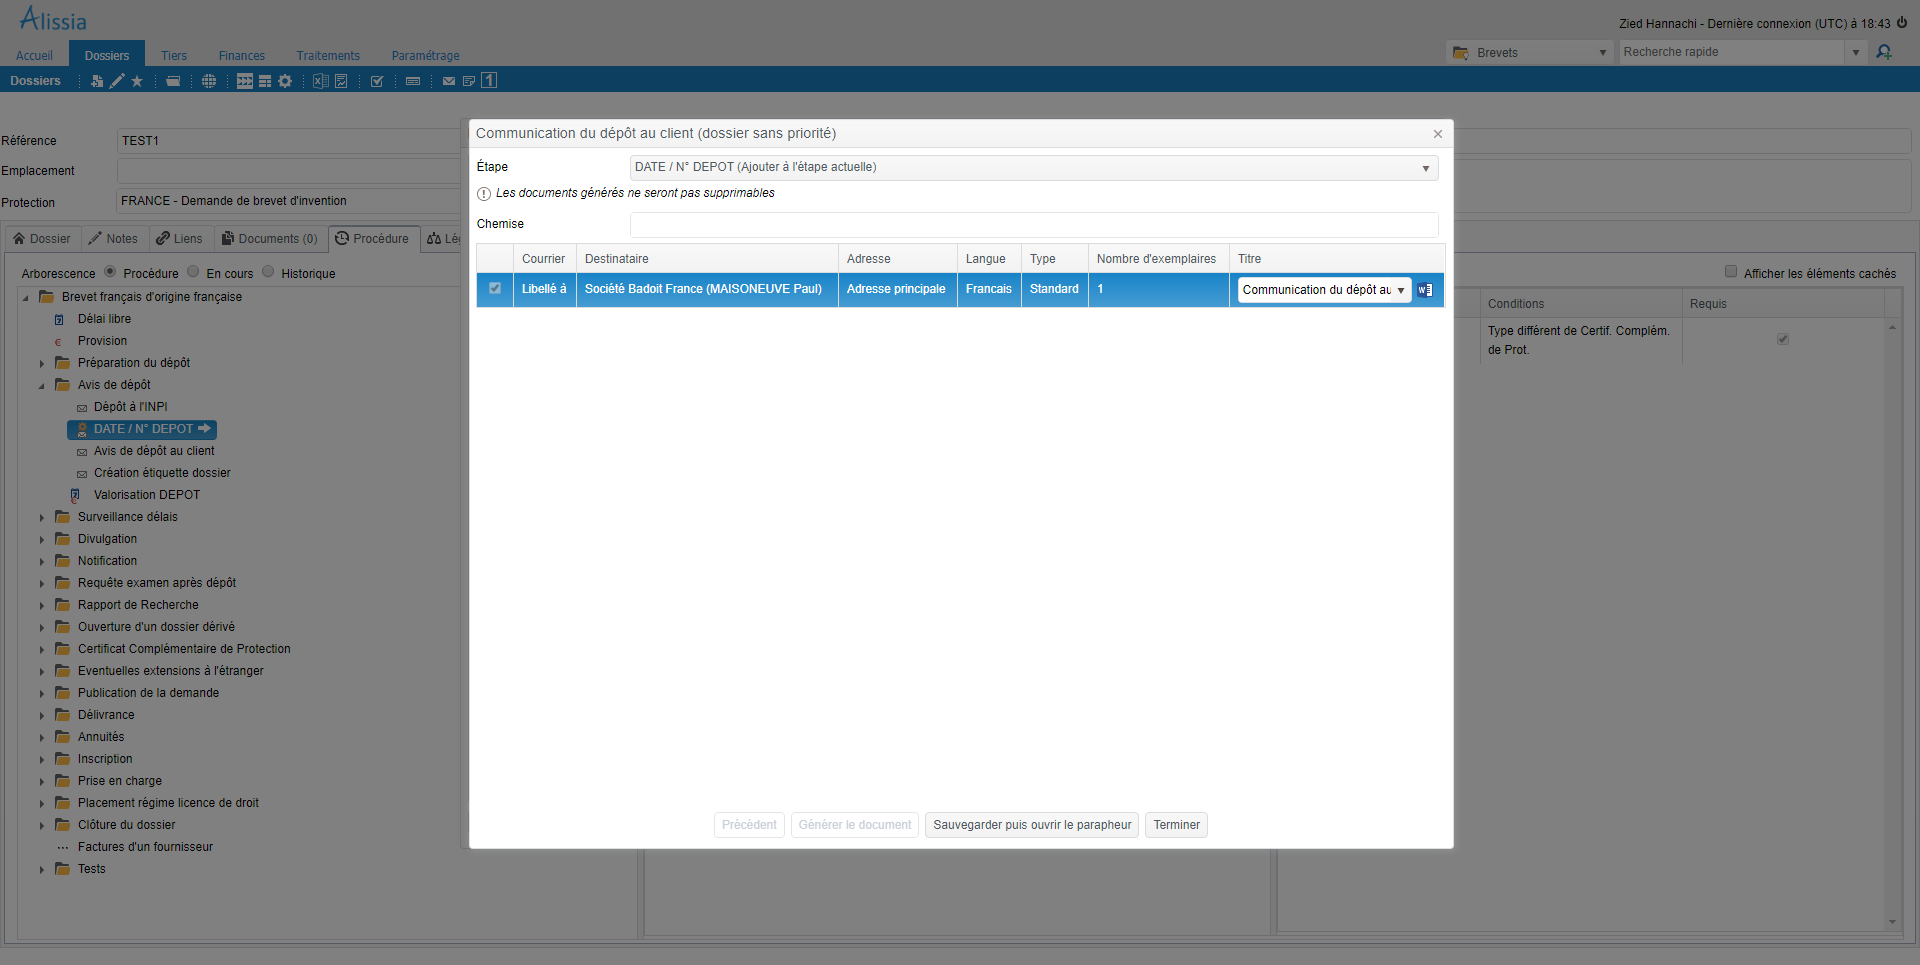 Alissia
Zied Hannachi - Dernière connexion (UTC) à 18:43
Accueil
Dossiers
Tiers
Finances
Traitements
Paramétrage
Brevets
Recherche rapide
Dossiers
1
Référence
TEST1
Emplacement
Protection
FRANCE - Demande de brevet d'invention
Dossier
Notes
Liens
Documents (0)
Procédure
Lég
Arborescence
Procédure
En cours
Historique
Afficher les éléments cachés
Brevet français d'origine française
Délai libre
Provision
Préparation du dépôt
Avis de dépôt
Dépôt à l'INPI
DATE / N° DEPOT
Avis de dépôt au client
Création étiquette dossier
Valorisation DEPOT
Surveillance délais
Divulgation
Notification
Requête examen après dépôt
Rapport de Recherche
Ouverture d'un dossier dérivé
Certificat Complémentaire de Protection
Eventuelles extensions à l'étranger
Publication de la demande
Délivrance
Annuités
Inscription
Prise en charge
Placement régime licence de droit
Clôture du dossier
Factures d'un fournisseur
Tests
Communication du dépôt au client (dossier sans priorité)
Étape
DATE / N° DEPOT (Ajouter à l'étape actuelle)
Les documents générés ne seront pas supprimables
Chemise
Courrier
Destinataire
Adresse
Langue
Type
Nombre d'exemplaires
Titre
Libellé à
Société Badoit France (MAISONEUVE Paul)
Adresse principale
Francais
Standard
1
Communication du dépôt au
Précédent
Générer le document
Sauvegarder puis ouvrir le parapheur
Terminer
Conditions
Requis
Type différent de Certif. Complém.
de Prot.